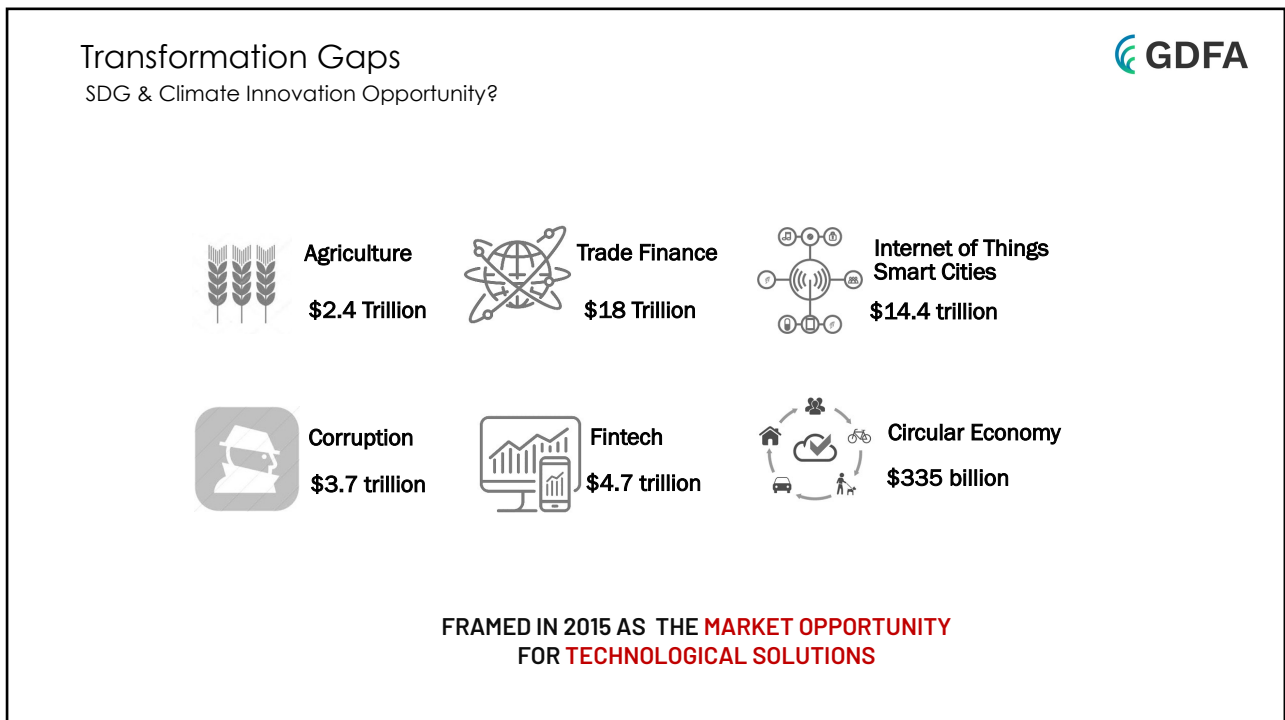 Transformation Gaps
SDG & Climate Innovation Opportunity?
GDFA
Agriculture
$2.4 Trillion
Trade Finance
$18 Trillion
Internet of Things
Smart Cities
$14.4 trillion
Corruption
$3.7 trillion
Fintech
$4.7 trillion
Circular Economy
$335 billion
FRAMED IN 2015 AS THE MARKET OPPORTUNITY
FOR TECHNOLOGICAL SOLUTIONS